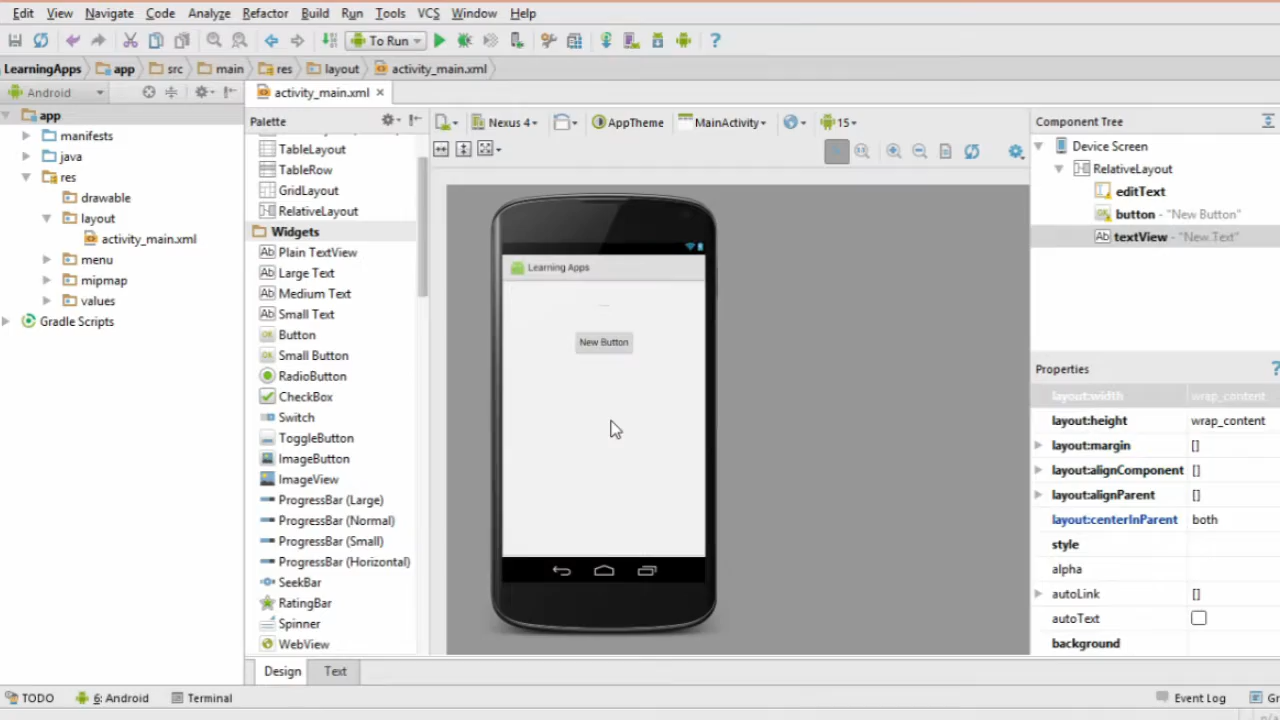 Edit View Navigate Code Analyze Refactor Build Run Tools VCS Window Help
To Run
LearningApps app src main res layout activity_main.xml
Android
activity_main.xml
app
manifests
java
res
drawable
layout
activity_main.xml
menu
mipmap
values
Gradle Scripts
Palette
TableLayout
TableRow
GridLayout
RelativeLayout
Widgets
Plain TextView
Large Text
Medium Text
Small Text
Button
Small Button
RadioButton
CheckBox
Switch
ToggleButton
ImageButton
ImageView
ProgressBar (Large)
ProgressBar (Normal)
ProgressBar (Small)
ProgressBar (Horizontal)
SeekBar
RatingBar
Spinner
WebView
Nexus 4 AppTheme MainActivity 15
Learning Apps
New Button
Design Text
Component Tree
Device Screen
RelativeLayout
editText
button - "New Button"
textView - "New Text"
Properties
layout:width wrap_content
layout:height wrap_content
layout:margin []
layout:alignComponent []
layout:alignParent []
layout:centerInParent both
style
alpha
autoLink []
autoText
background
TODO 6: Android Terminal Event Log